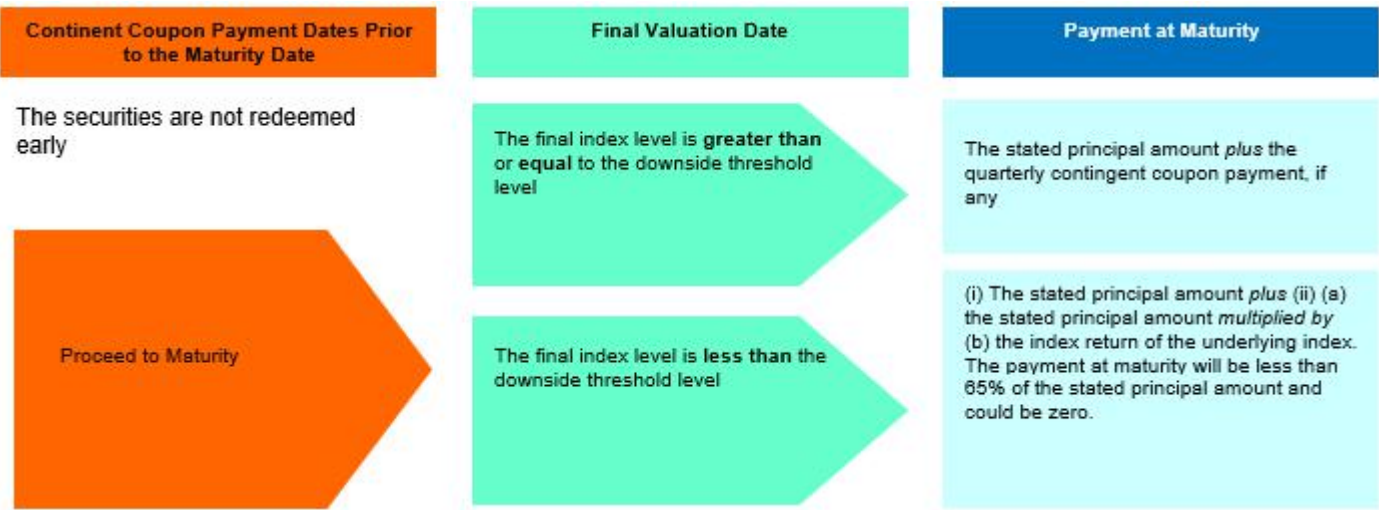 Continent Coupon Payment Dates Prior
to the Maturity Date
Final Valuation Date
Payment at Maturity
The securities are not redeemed
early
Proceed to Maturity
The final index level is greater than
or equal to the downside threshold
level
The stated principal amount plus the
quarterly contingent coupon payment, if
any
The final index level is less than the
downside threshold level
(i) The stated principal amount plus (ii) (a)
the stated principal amount multiplied by
(b) the index return of the underlying index.
The payment at maturity will be less than
65% of the stated principal amount and
could be zero.